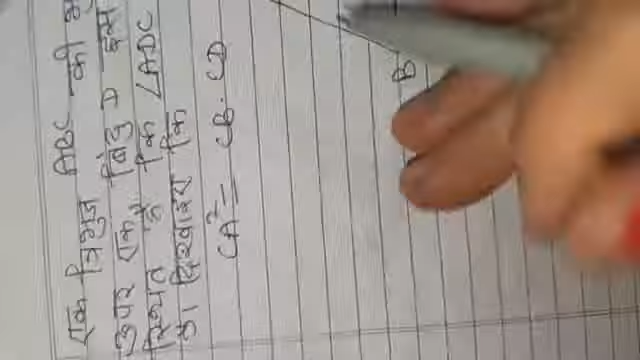 एक त्रिभुज ABC की
ऊपर एक बिंदु D इस
स्थित है कि ∠ADC
है। दिखाइए कि
CA² = CB . CD
B